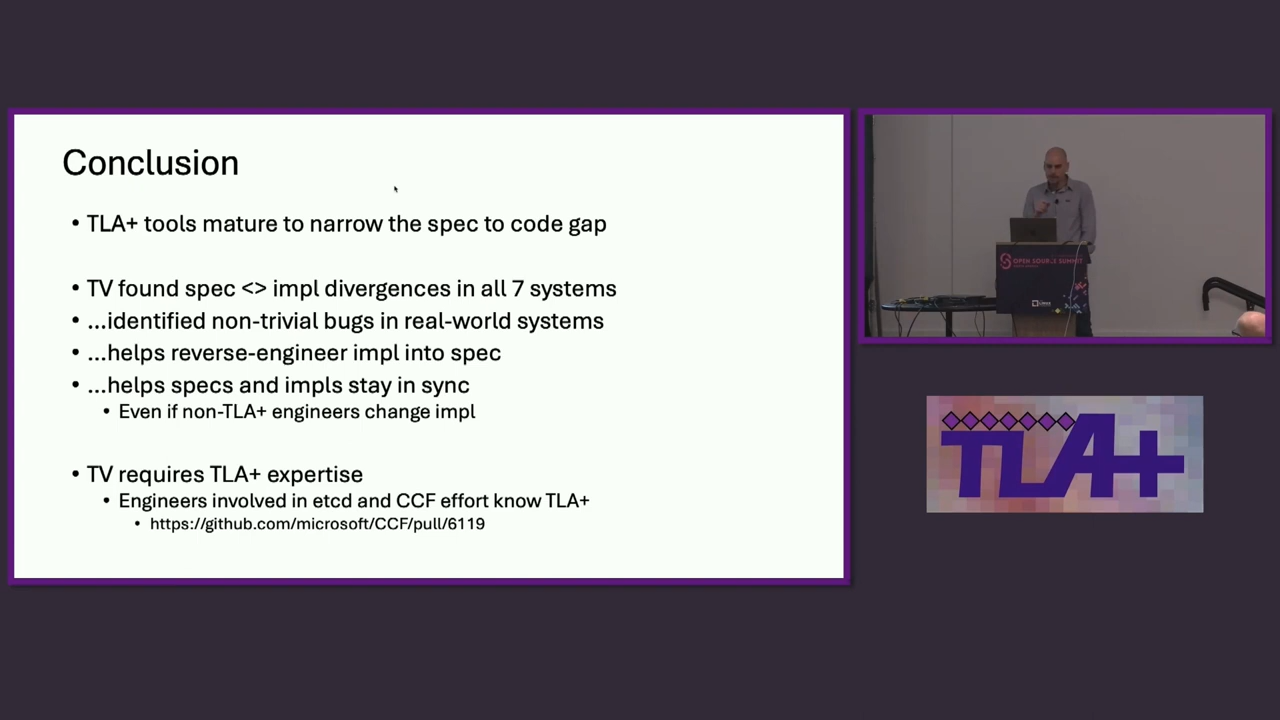 Conclusion
• TLA+ tools mature to narrow the spec to code gap
• TV found spec <> impl divergences in all 7 systems
• ...identified non-trivial bugs in real-world systems
• ...helps reverse-engineer impl into spec
• ...helps specs and impls stay in sync
• Even if non-TLA+ engineers change impl
• TV requires TLA+ expertise
• Engineers involved in etcd and CCF effort know TLA+
• https://github.com/microsoft/CCF/pull/6119
OPEN SOURCE SUMMIT
TLA+